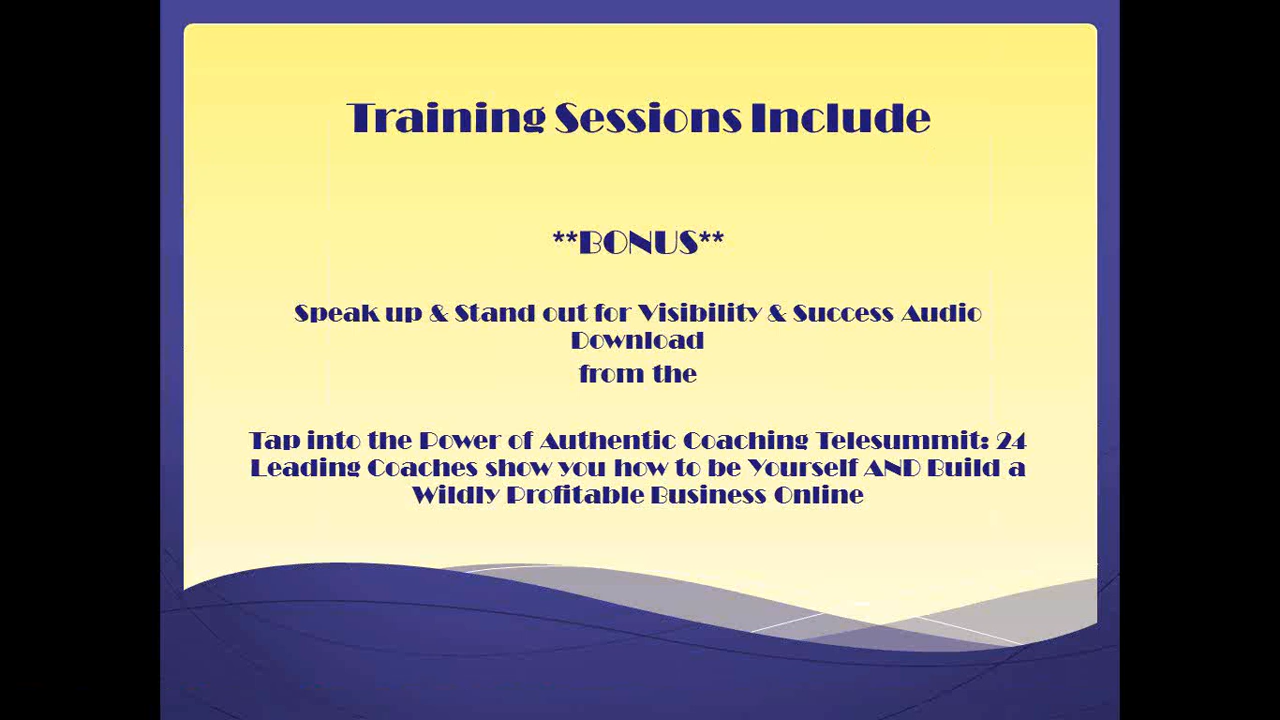 Training Sessions Include
**BONUS**
Speak up & Stand out for Visibility & Success Audio
Download
from the
Tap into the Power of Authentic Coaching Telesummit: 24
Leading Coaches show you how to be Yourself AND Build a
Wildly Profitable Business Online